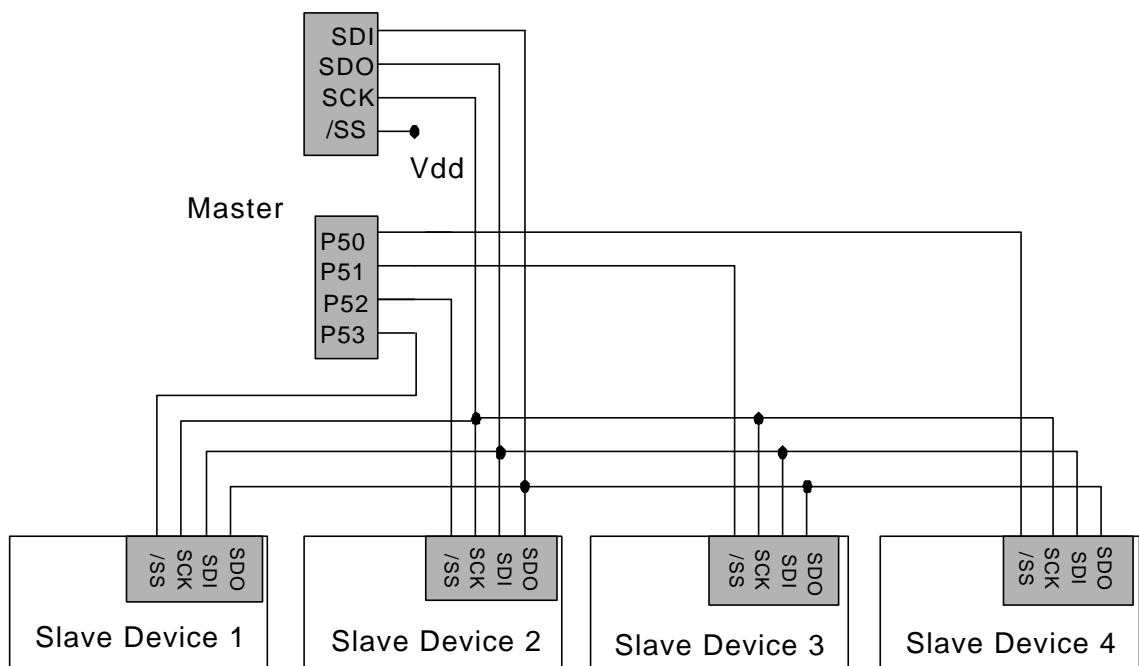 SDI
SDO
SCK
/SS
Vdd
Master
P50
P51
P52
P53
/SS
SCK
SDI
SDO
Slave Device 1
/SS
SCK
SDI
SDO
Slave Device 2
/SS
SCK
SDI
SDO
Slave Device 3
/SS
SCK
SDI
SDO
Slave Device 4